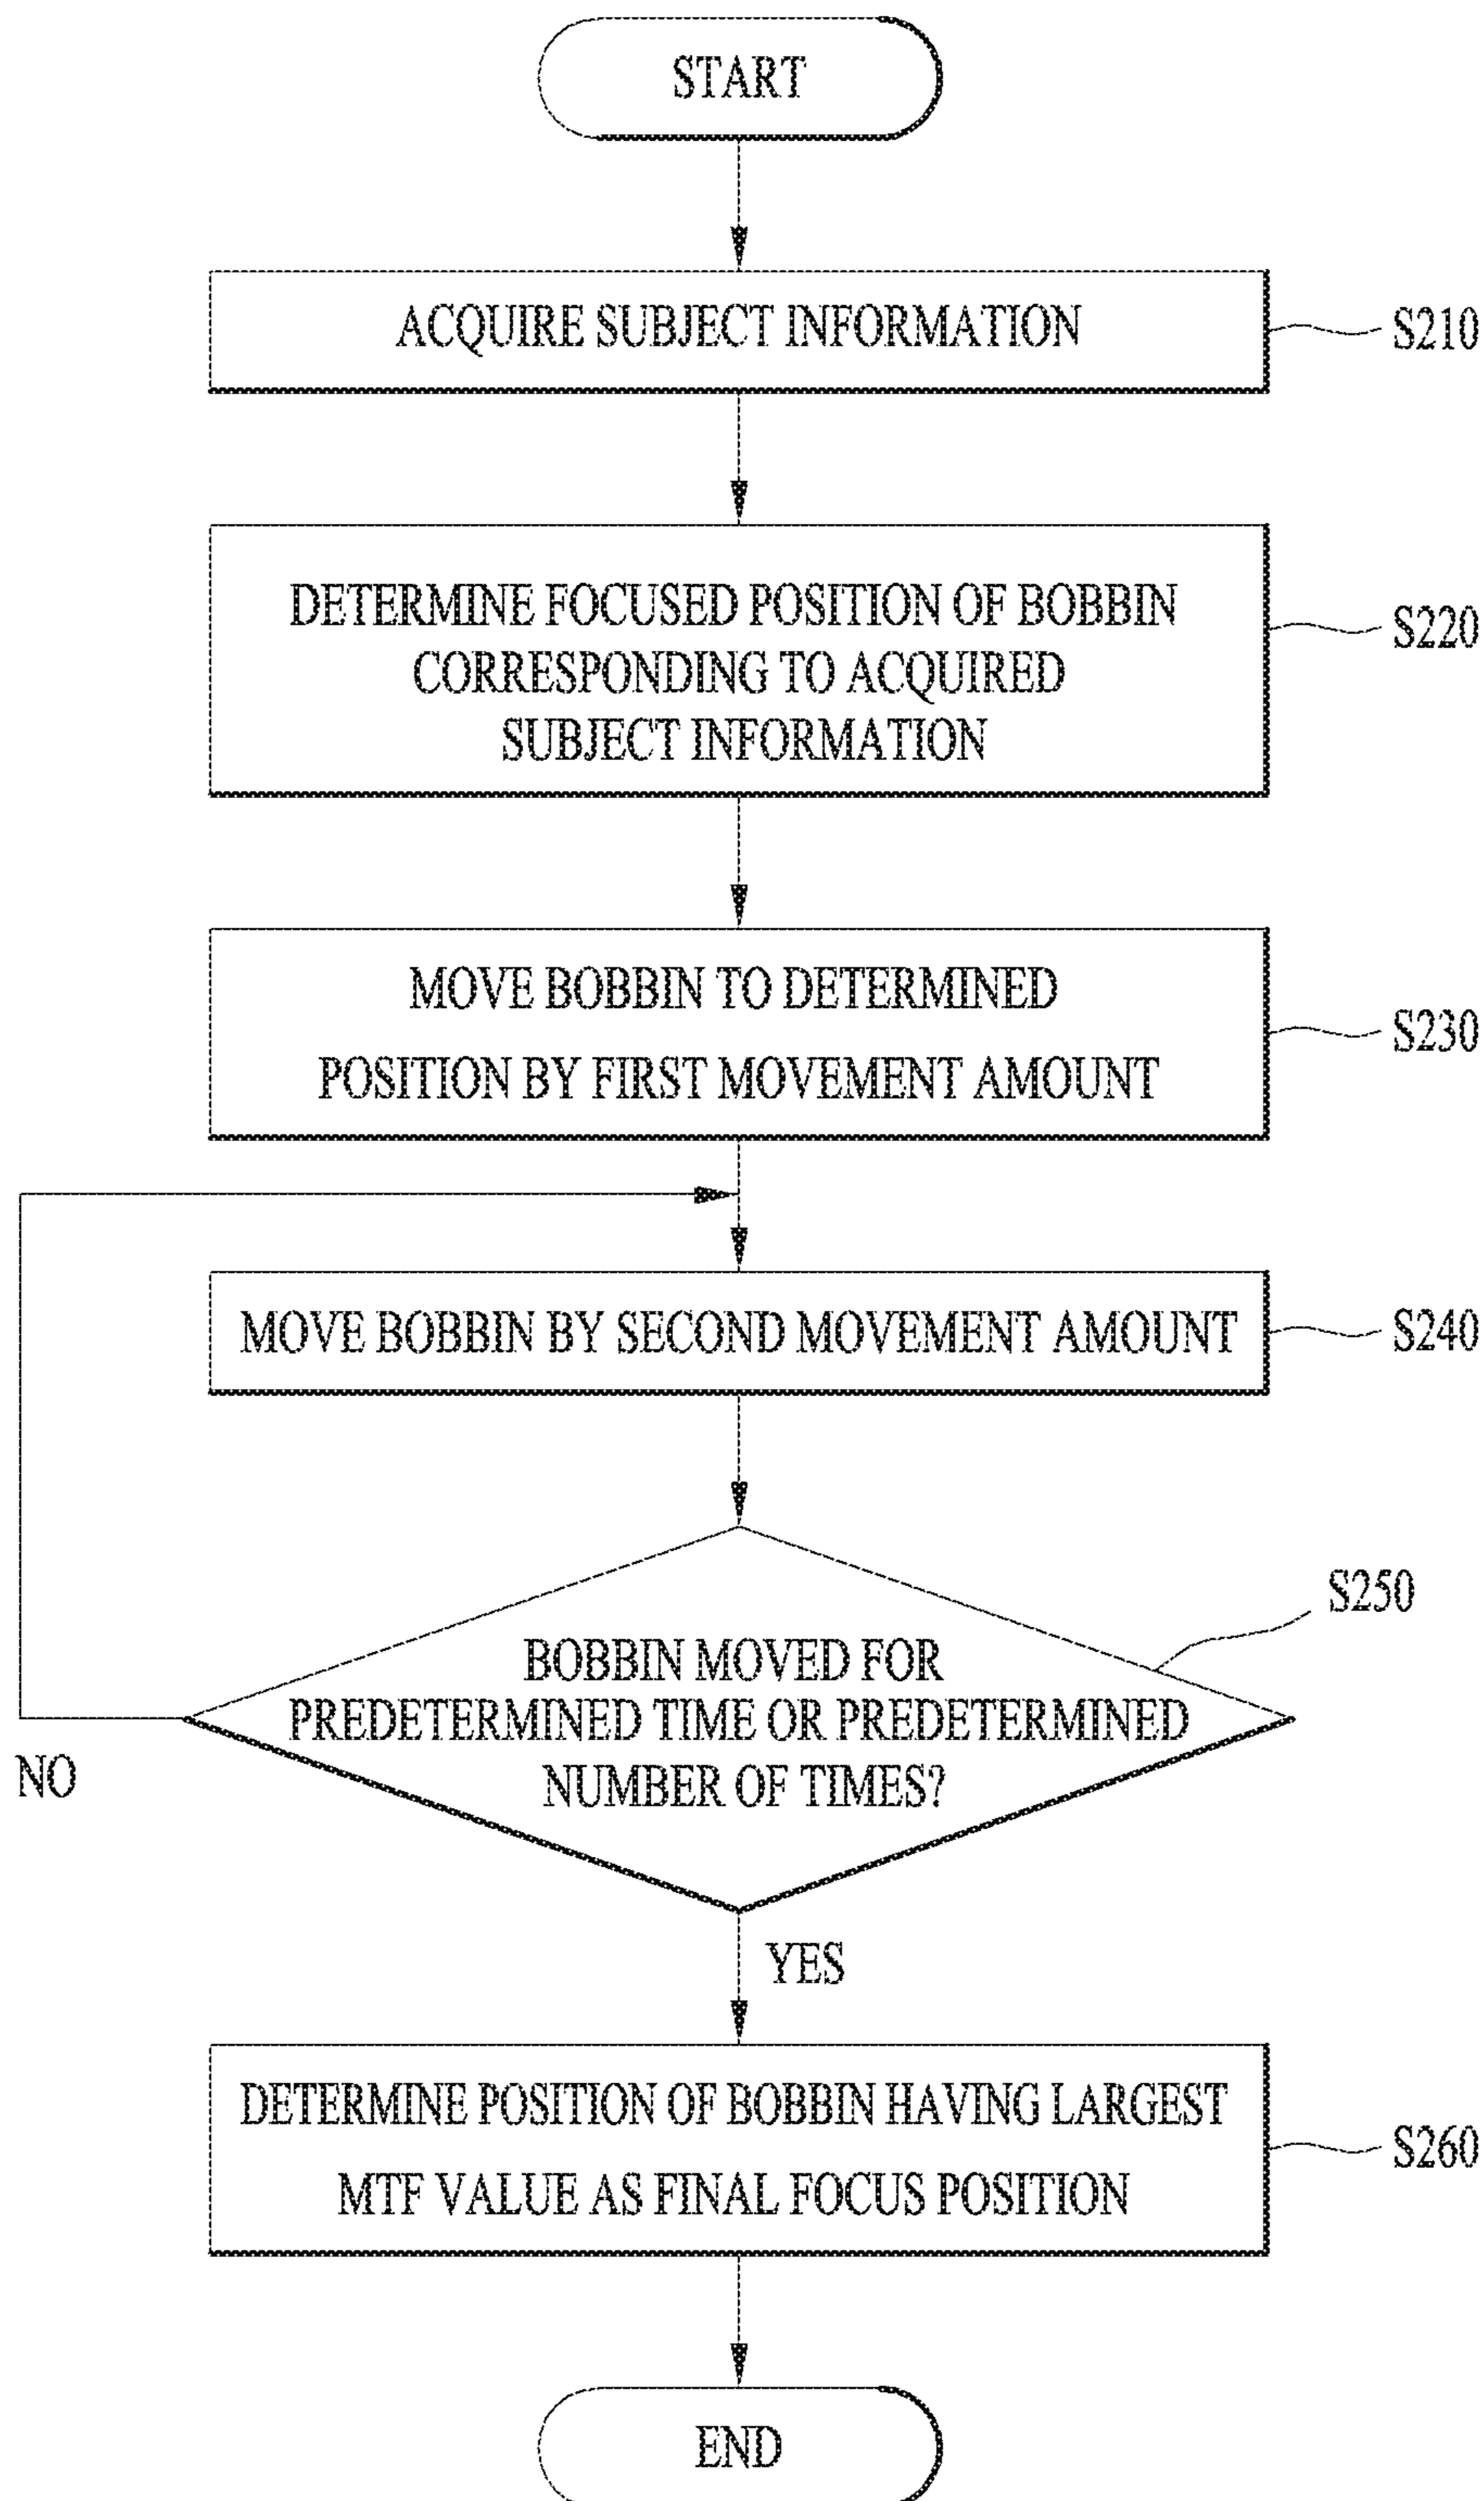 START
ACQUIRE SUBJECT INFORMATION
S210
DETERMINE FOCUSED POSITION OF BOBBIN
CORRESPONDING TO ACQUIRED
SUBJECT INFORMATION
S220
MOVE BOBBIN TO DETERMINED
POSITION BY FIRST MOVEMENT AMOUNT
S230
MOVE BOBBIN BY SECOND MOVEMENT AMOUNT
S240
S250
BOBBIN MOVED FOR
PREDETERMINED TIME OR PREDETERMINED
NUMBER OF TIMES?
NO
YES
DETERMINE POSITION OF BOBBIN HAVING LARGEST
MTF VALUE AS FINAL FOCUS POSITION
S260
END